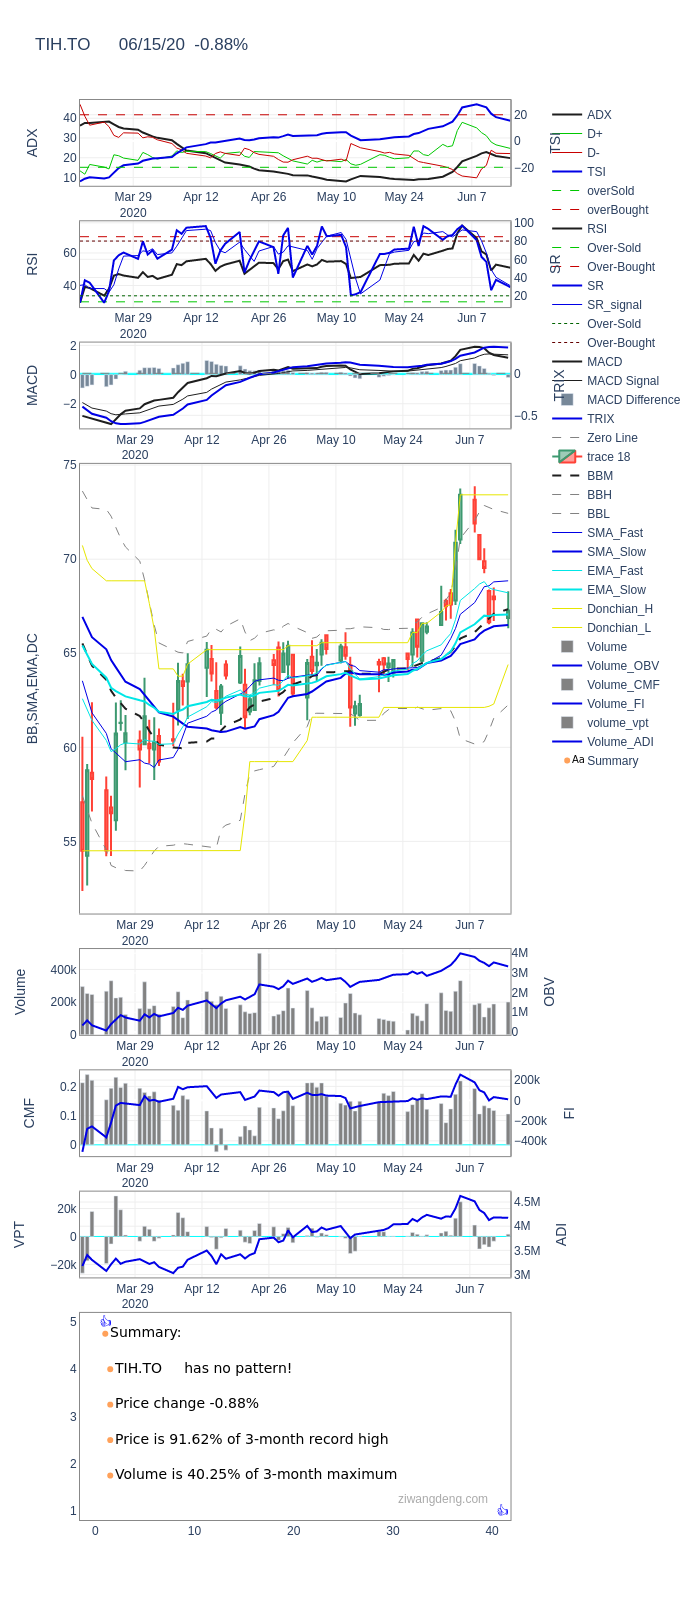 TIH.TO 06/15/20 -0.88%
ADX
40
30
20
10
20
0
−20
TSI
Mar 29
2020
Apr 12
Apr 26
May 10
May 24
Jun 7
RSI
60
40
100
80
60
40
20
SR
Mar 29
2020
Apr 12
Apr 26
May 10
May 24
Jun 7
MACD
2
0
−2
0
−0.5
TRIX
Mar 29
2020
Apr 12
Apr 26
May 10
May 24
Jun 7
ADX
D+
D-
TSI
overSold
overBought
RSI
Over-Sold
Over-Bought
SR
SR_signal
Over-Sold
Over-Bought
MACD
MACD Signal
MACD Difference
TRIX
Zero Line
trace 18
BBM
BBH
BBL
SMA_Fast
SMA_Slow
EMA_Fast
EMA_Slow
Donchian_H
Donchian_L
Volume
Volume_OBV
Volume_CMF
Volume_FI
volume_vpt
Volume_ADI
Aa Summary
BB,SMA,EMA,DC
75
70
65
60
55
Mar 29
2020
Apr 12
Apr 26
May 10
May 24
Jun 7
Volume
400k
200k
0
4M
3M
2M
1M
0
OBV
Mar 29
2020
Apr 12
Apr 26
May 10
May 24
Jun 7
CMF
0.2
0.1
0
200k
0
−200k
−400k
FI
Mar 29
2020
Apr 12
Apr 26
May 10
May 24
Jun 7
VPT
20k
0
−20k
4.5M
4M
3.5M
3M
ADI
Mar 29
2020
Apr 12
Apr 26
May 10
May 24
Jun 7
5
4
3
2
1
Summary:
TIH.TO has no pattern!
Price change -0.88%
Price is 91.62% of 3-month record high
Volume is 40.25% of 3-month maximum
ziwangdeng.com
0
10
20
30
40